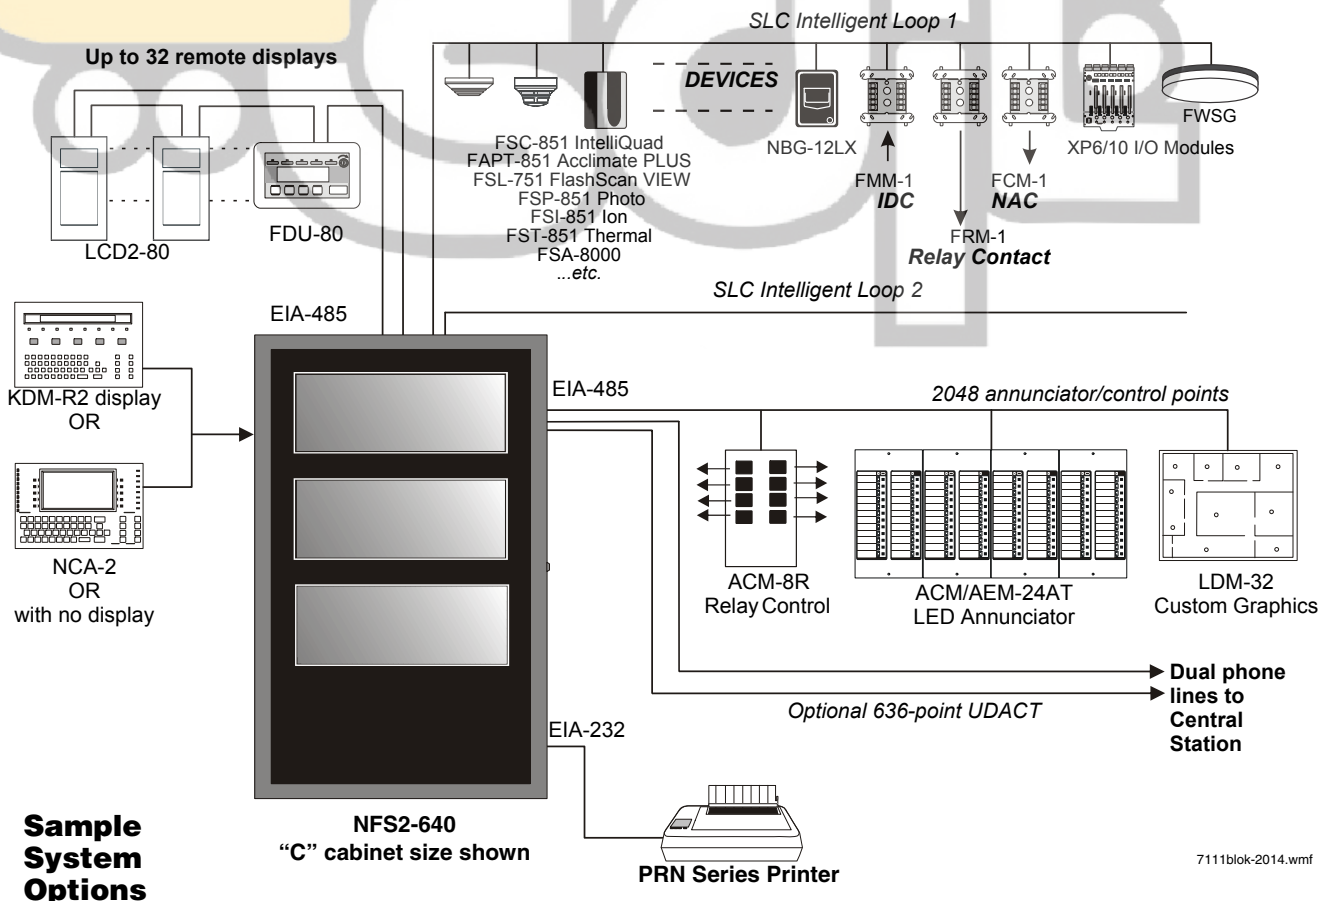 SLC Intelligent Loop 1
Up to 32 remote displays
DEVICES
FWSG
NBG-12LX
XP6/10 I/O Modules
FSC-851 IntelliQuad
FAPT-851 Acclimate PLUS
FSL-751 FlashScan VIEW
FSP-851 Photo
FSI-851 Ion
FST-851 Thermal
FSA-8000
...etc.
FMM-1
IDC
FCM-1
NAC
FRM-1
Relay Contact
LCD2-80
FDU-80
SLC Intelligent Loop 2
EIA-485
KDM-R2 display
OR
NCA-2
OR
with no display
EIA-485
2048 annunciator/control points
ACM-8R
Relay Control
ACM/AEM-24AT
LED Annunciator
LDM-32
Custom Graphics
Dual phone
lines to
Central
Station
Optional 636-point UDACT
EIA-232
NFS2-640
“C” cabinet size shown
PRN Series Printer
Sample
System
Options
7111blok-2014.wmf